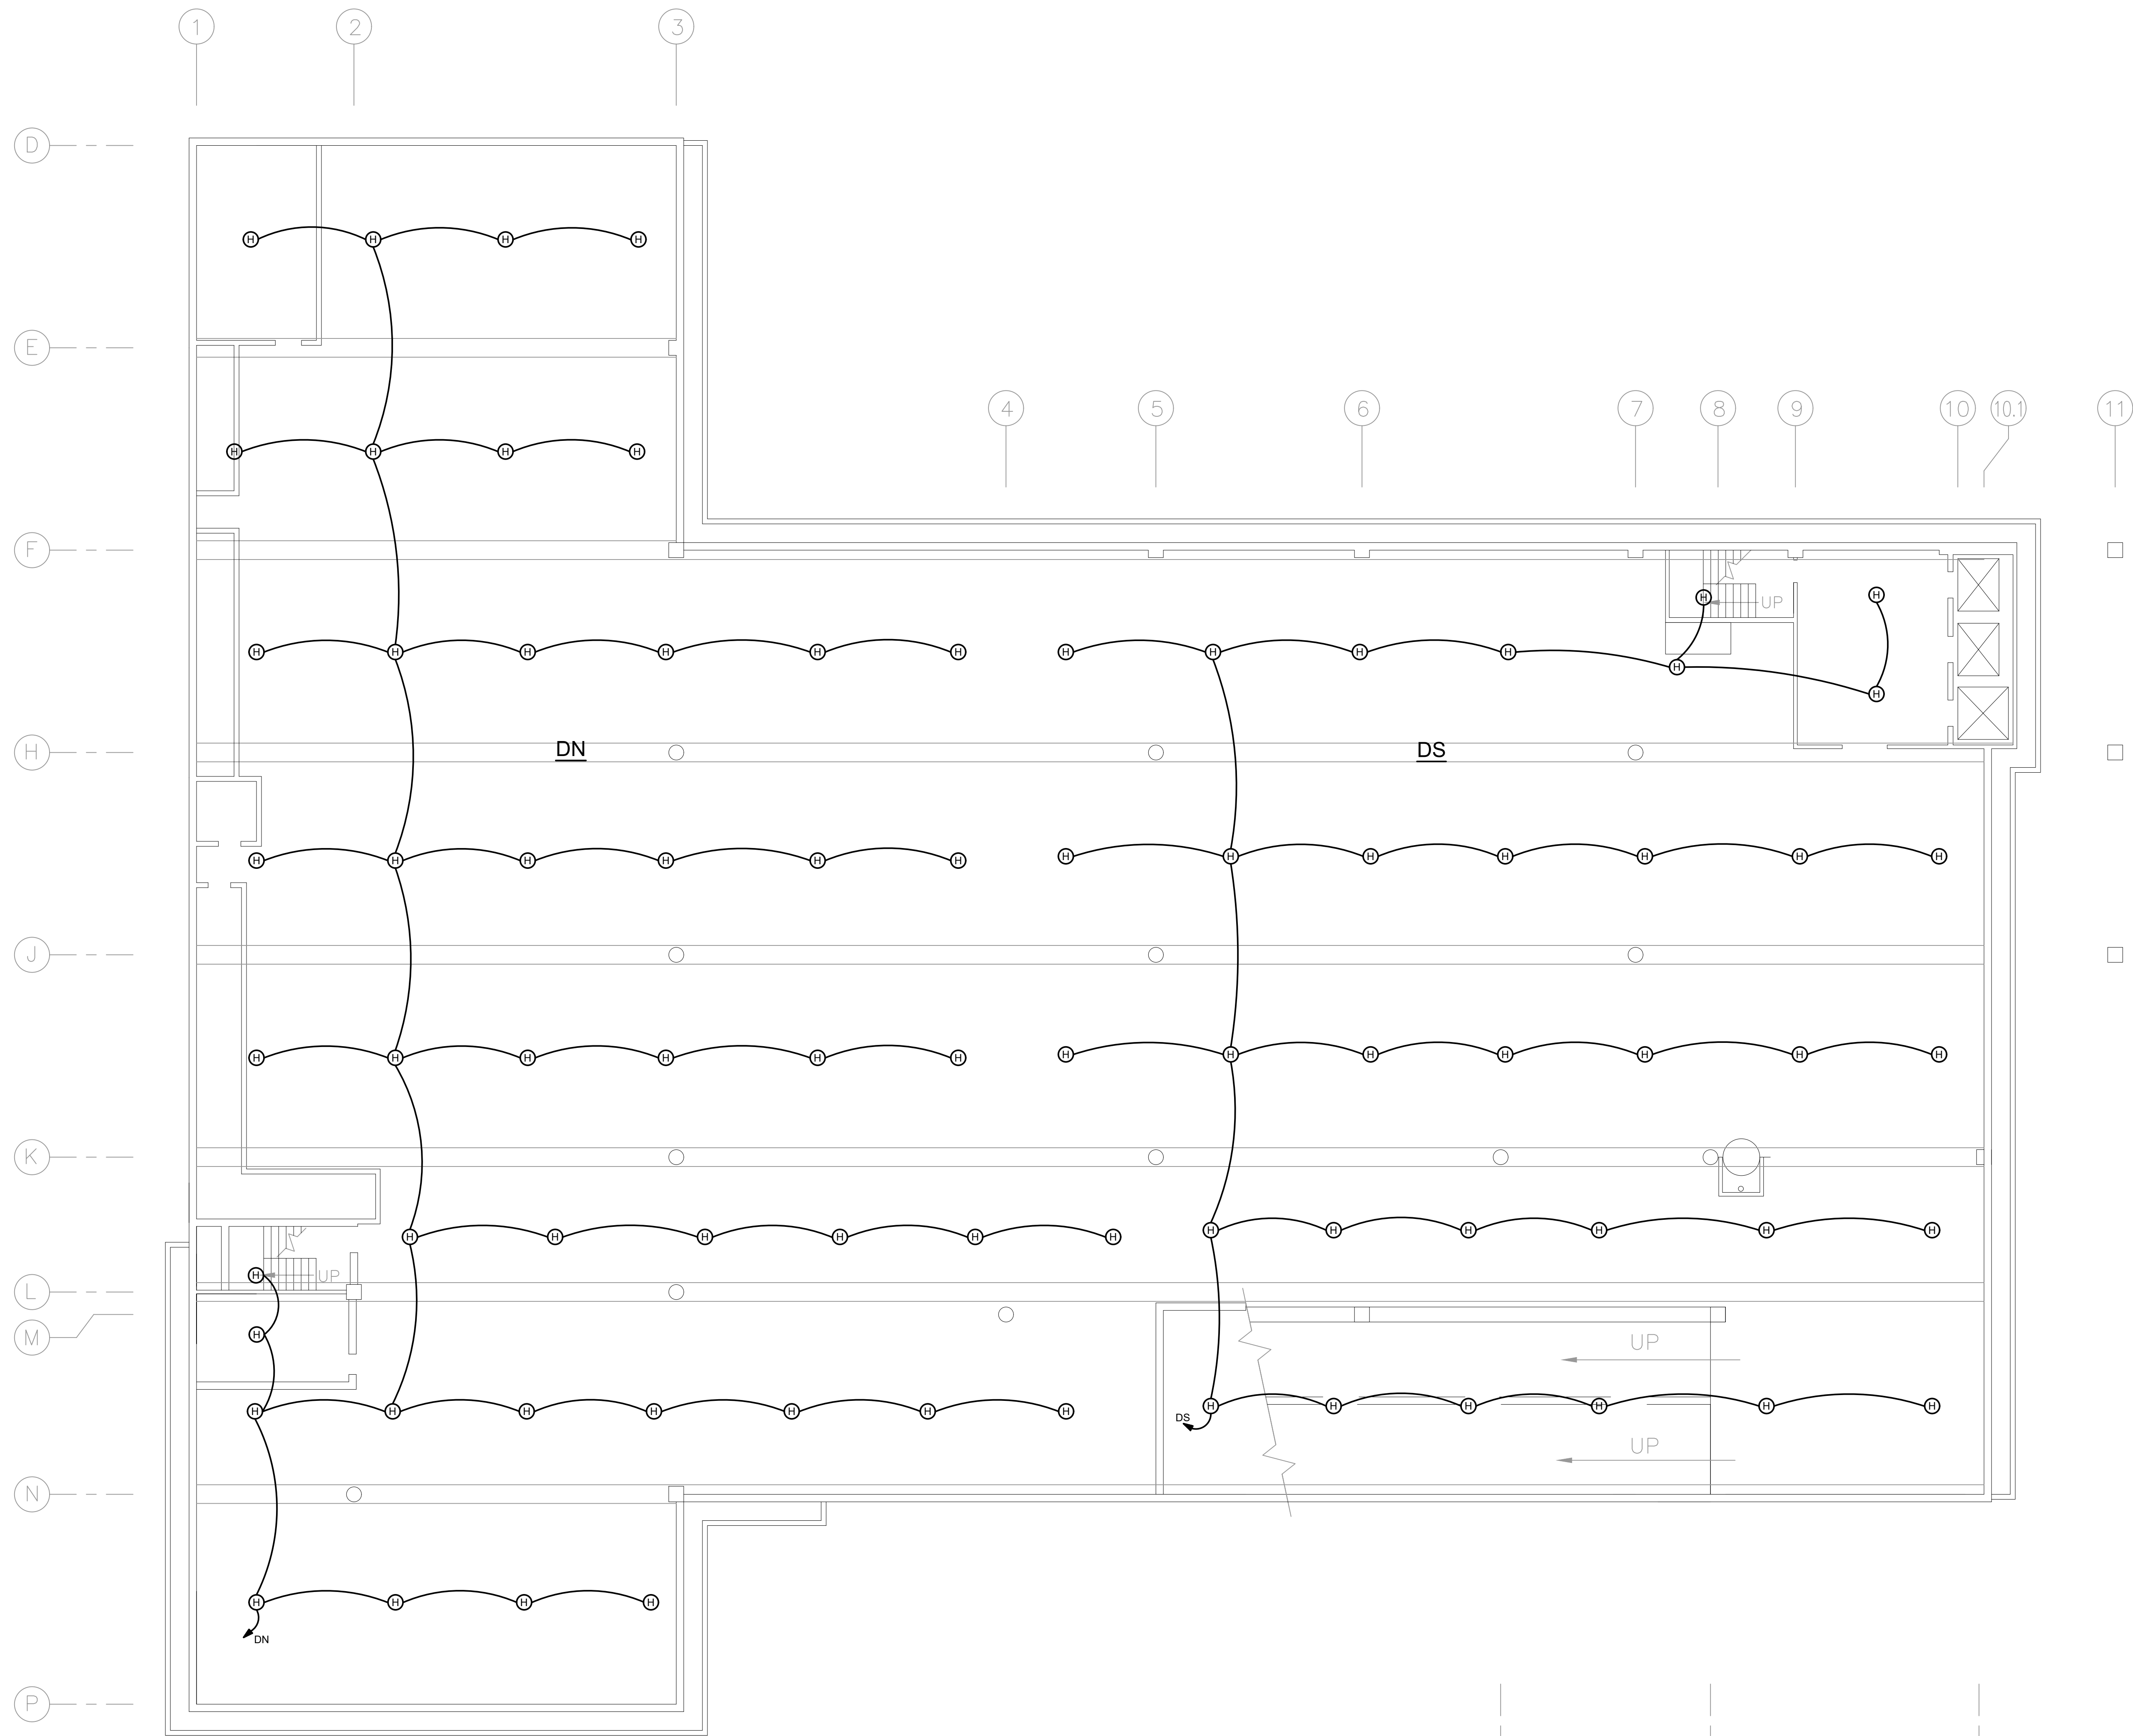 1 2 3
D
H H H H
E
4 5 6 7 8 9 10 10.1 11
H H H H
F
H
H UP
H H H H H H H H H H
H
H
H DN DS
H H H H H H H H H H H H H
J
H H H H H H H H H H H H H
K
H H H H H H H H H H H H
H UP
L
H
M UP
H H H H H H
H H H H H H H
DS
UP
N
H H H H
DN
P